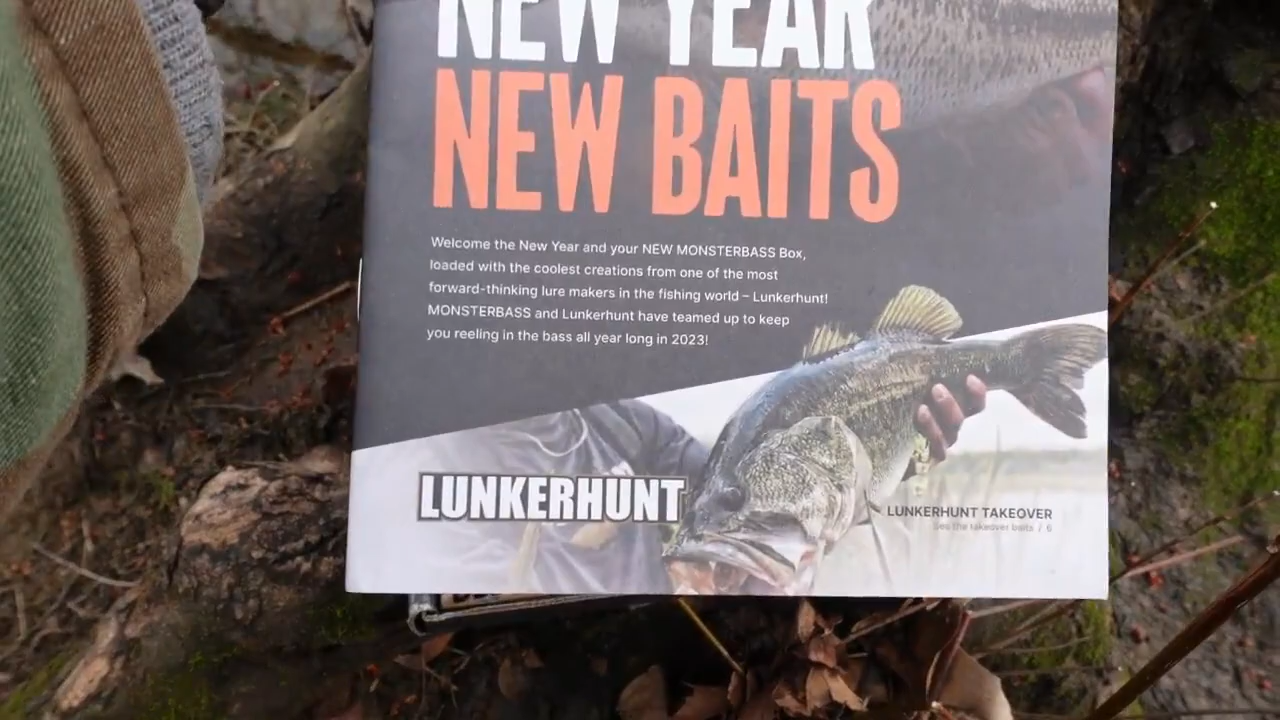 NEW YEAR
NEW BAITS
Welcome the New Year and your NEW MONSTERBASS Box,
loaded with the coolest creations from one of the most
forward-thinking lure makers in the fishing world – Lunkerhunt!
MONSTERBASS and Lunkerhunt have teamed up to keep
you reeling in the bass all year long in 2023!
LUNKERHUNT
LUNKERHUNT TAKEOVER
See the takeover baits / 6